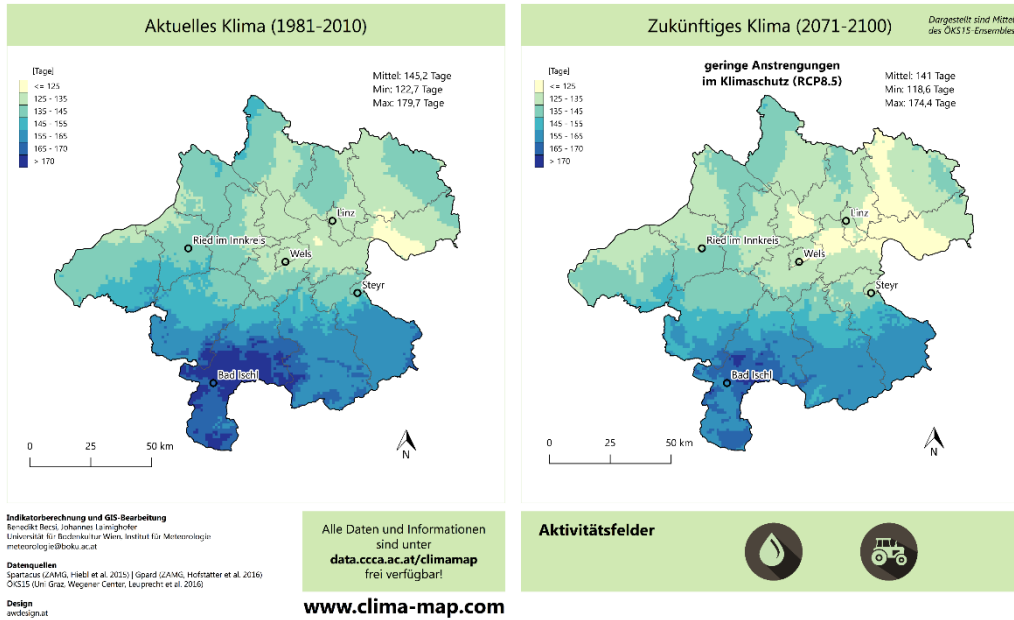 Aktuelles Klima (1981-2010)
[Tage]
<= 125
125 - 135
135 - 145
145 - 155
155 - 165
165 - 170
> 170
Mittel: 145,2 Tage
Min: 122,7 Tage
Max: 179,7 Tage
Linz
Ried im Innkreis
Wels
Steyr
Bad Ischl
0 25 50 km
N
Zukünftiges Klima (2071-2100)
Dargestellt sind Mittel
des ÖKS15-Ensembles
geringe Anstrengungen
im Klimaschutz (RCP8.5)
[Tage]
<= 125
125 - 135
135 - 145
145 - 155
155 - 165
165 - 170
> 170
Mittel: 141 Tage
Min: 118,6 Tage
Max: 174,4 Tage
Linz
Ried im Innkreis
Wels
Steyr
Bad Ischl
0 25 50 km
N
Indikatorberechnung und GIS-Bearbeitung
Benedikt Becsi, Johannes Laimighofer
Universität für Bodenkultur Wien, Institut für Meteorologie
meteorologie@boku.ac.at
Datenquellen
Spartacus (ZAMG, Hiebl et al. 2015) | Gpard (ZAMG, Hofstätter et al. 2016)
ÖKS15 (Uni Graz, Wegener Center, Leuprecht et al. 2016)
Design
awdesign.at
Alle Daten und Informationen
sind unter
data.ccca.ac.at/climamap
frei verfügbar!
www.clima-map.com
Aktivitätsfelder